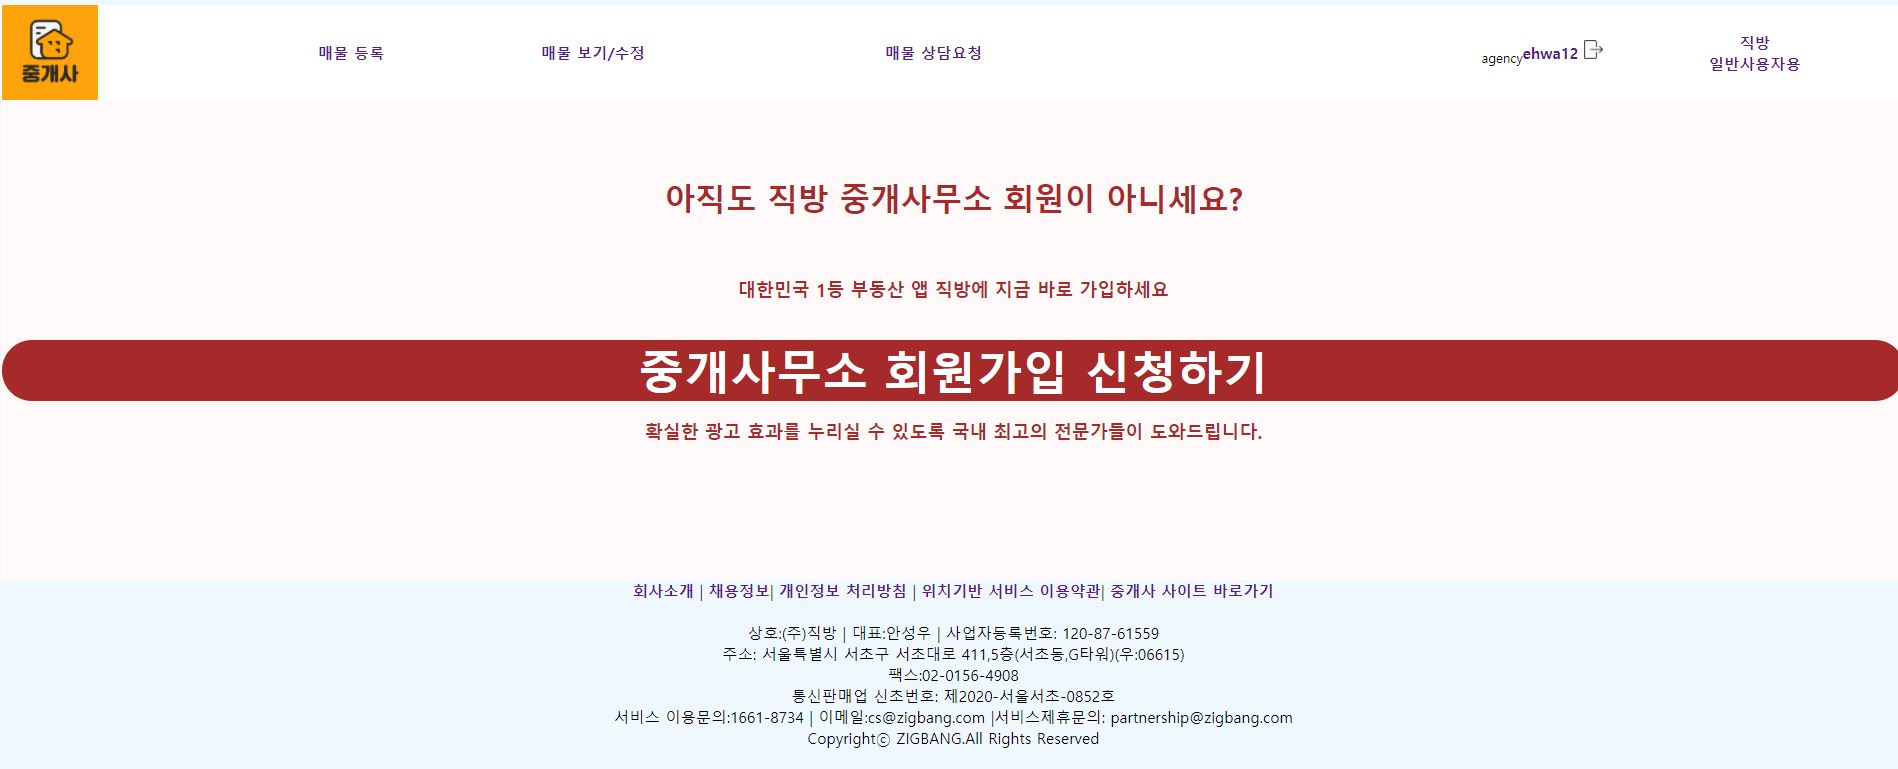 중개사
매물 등록
매물 보기/수정
매물 상담요청
agencyehwa12
직방
일반사용자용
아직도 직방 중개사무소 회원이 아니세요?
대한민국 1등 부동산 앱 직방에 지금 바로 가입하세요
중개사무소 회원가입 신청하기
확실한 광고 효과를 누리실 수 있도록 국내 최고의 전문가들이 도와드립니다.
회사소개 | 채용정보| 개인정보 처리방침 | 위치기반 서비스 이용약관| 중개사 사이트 바로가기
상호:(주)직방 | 대표:안성우 | 사업자등록번호: 120-87-61559
주소: 서울특별시 서초구 서초대로 411,5층(서초동,G타워)(우:06615)
팩스:02-0156-4908
통신판매업 신초번호: 제2020-서울서초-0852호
서비스 이용문의:1661-8734 | 이메일:cs@zigbang.com |서비스제휴문의: partnership@zigbang.com
Copyrightⓒ ZIGBANG.All Rights Reserved